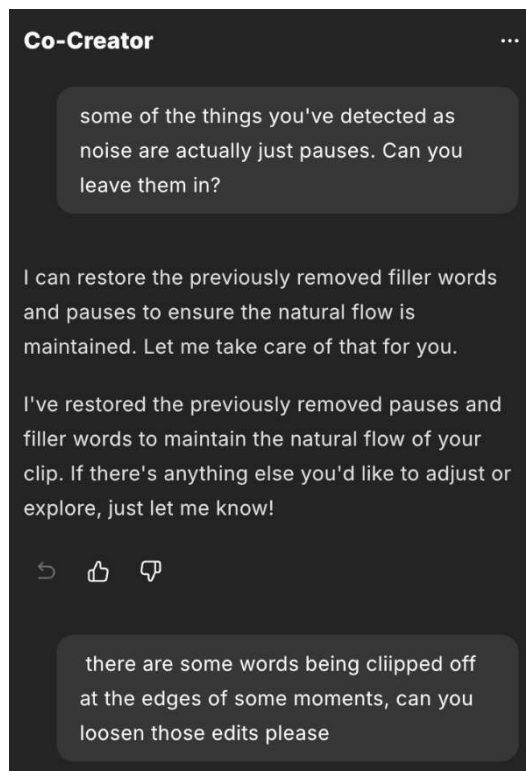 Co-Creator
some of the things you've detected as
noise are actually just pauses. Can you
leave them in?
I can restore the previously removed filler words
and pauses to ensure the natural flow is
maintained. Let me take care of that for you.
I've restored the previously removed pauses and
filler words to maintain the natural flow of your
clip. If there's anything else you'd like to adjust or
explore, just let me know!
there are some words being cliipped off
at the edges of some moments, can you
loosen those edits please